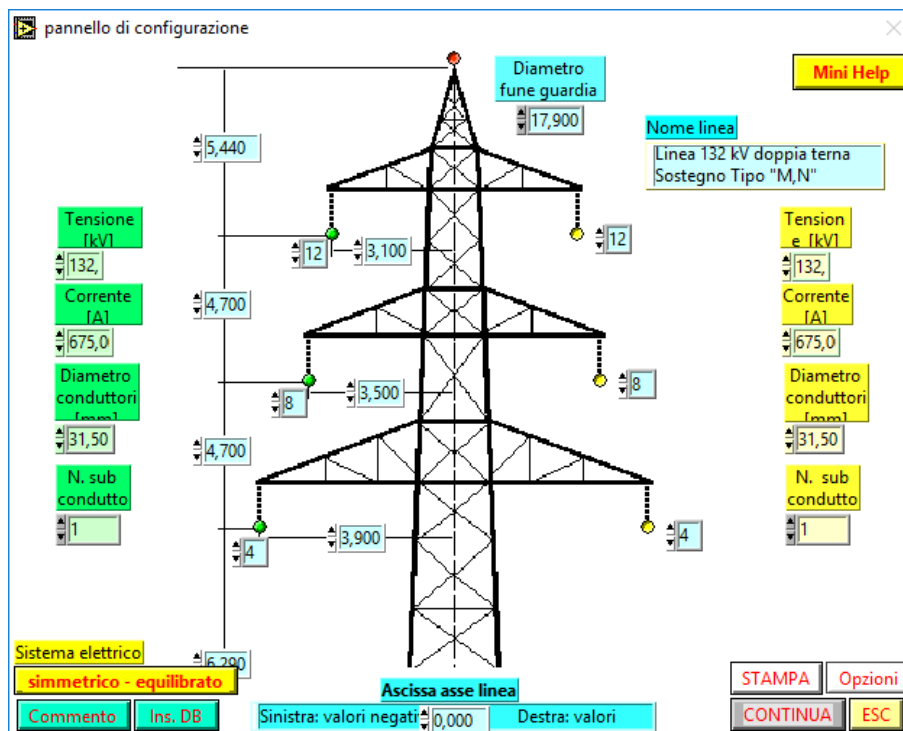 pannello di configurazione
Diametro
fune guardia
17,900
Mini Help
Nome linea
Linea 132 kV doppia terna
Sostegno Tipo "M,N"
5,440
Tensione
[kV]
132,
12
3,100
12
Tension
e [kV]
132,
Corrente
[A]
675,0
4,700
Corrente
[A]
675,0
Diametro
conduttori
[mm]
31,50
8
3,500
8
Diametro
conduttori
[mm]
31,50
4,700
N. sub
condutto
1
4
3,900
4
N. sub
condutto
1
Sistema elettrico
simmetrico - equilibrato
6,290
Ascissa asse linea
Sinistra: valori negati
0,000
Destra: valori
STAMPA
Opzioni
Commento
Ins. DB
CONTINUA
ESC